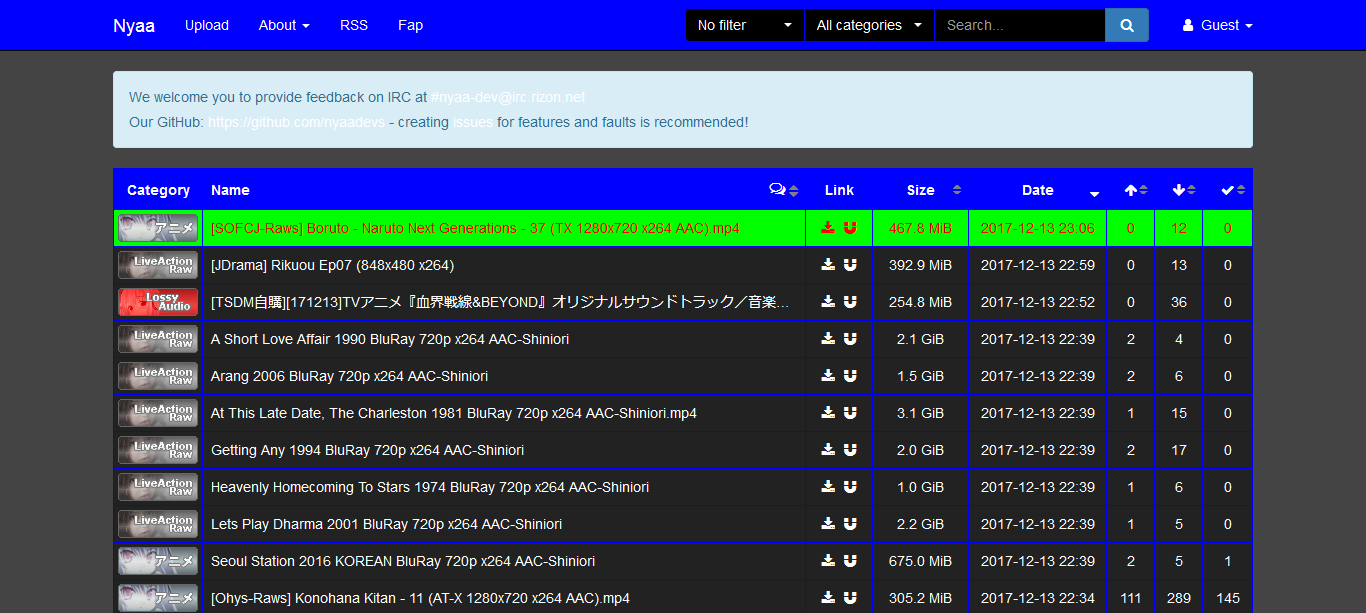 Nyaa Upload About RSS Fap No filter All categories Search... Guest
We welcome you to provide feedback on IRC at #nyaa-dev@irc.rizon.net
Our GitHub: https://github.com/nyaadevs - creating issues for features and faults is recommended!
Category Name Link Size Date
アニメ [SOFCJ-Raws] Boruto - Naruto Next Generations - 37 (TX 1280x720 x264 AAC).mp4 467.8 MiB 2017-12-13 23:06 0 12 0
LiveAction Raw [JDrama] Rikuou Ep07 (848x480 x264) 392.9 MiB 2017-12-13 22:59 0 13 0
Lossy Audio [TSDM自購][171213]TVアニメ『血界戦線&BEYOND』オリジナルサウンドトラック／音楽... 254.8 MiB 2017-12-13 22:52 0 36 0
LiveAction Raw A Short Love Affair 1990 BluRay 720p x264 AAC-Shiniori 2.1 GiB 2017-12-13 22:39 2 4 0
LiveAction Raw Arang 2006 BluRay 720p x264 AAC-Shiniori 1.5 GiB 2017-12-13 22:39 2 6 0
LiveAction Raw At This Late Date, The Charleston 1981 BluRay 720p x264 AAC-Shiniori.mp4 3.1 GiB 2017-12-13 22:39 1 15 0
LiveAction Raw Getting Any 1994 BluRay 720p x264 AAC-Shiniori 2.0 GiB 2017-12-13 22:39 2 17 0
LiveAction Raw Heavenly Homecoming To Stars 1974 BluRay 720p x264 AAC-Shiniori 1.0 GiB 2017-12-13 22:39 1 6 0
LiveAction Raw Lets Play Dharma 2001 BluRay 720p x264 AAC-Shiniori 2.2 GiB 2017-12-13 22:39 1 5 0
アニメ Seoul Station 2016 KOREAN BluRay 720p x264 AAC-Shiniori 675.0 MiB 2017-12-13 22:39 2 5 1
アニメ [Ohys-Raws] Konohana Kitan - 11 (AT-X 1280x720 x264 AAC).mp4 305.2 MiB 2017-12-13 22:34 111 289 145